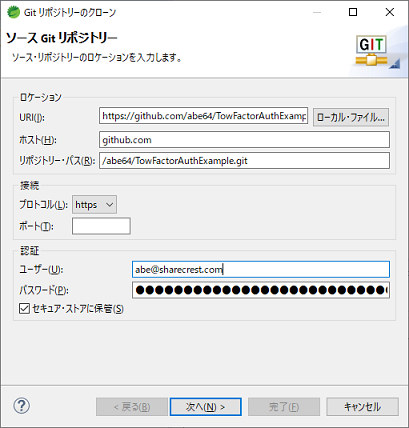 Git リポジトリーのクローン
ソース Git リポジトリー
ソース・リポジトリーのロケーションを入力します。
GIT
ロケーション
URI(I): https://github.com/abe64/TowFactorAuthExamp ローカル・ファイル...
ホスト(H): github.com
リポジトリー・パス(R): /abe64/TowFactorAuthExample.git
接続
プロトコル(L): https
ポート(T):
認証
ユーザー(U): abe@sharecrest.com
パスワード(P): ●●●●●●●●●●●●●●●●●●●●●●●●●●●
セキュア・ストアに保管(S)
< 戻る(B) 次へ(N) > 完了(F) キャンセル